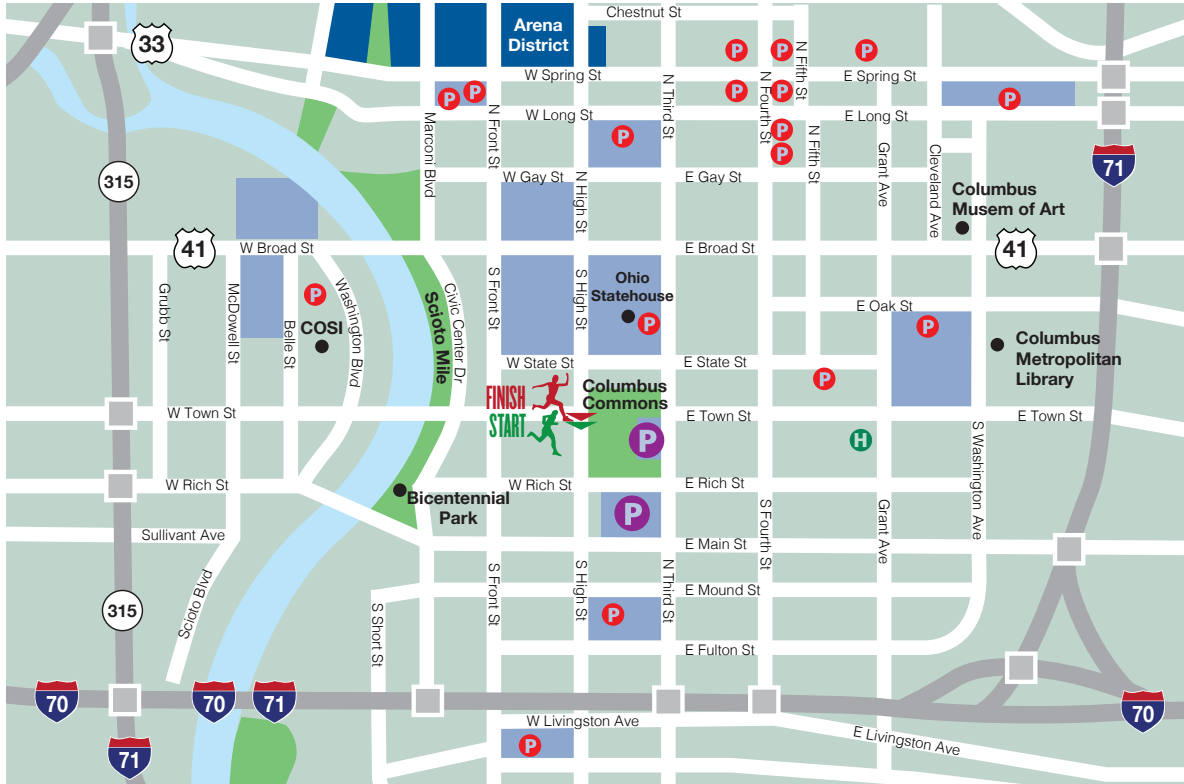 Chestnut St
Arena
District
33
W Spring St
E Spring St
N Fifth St
P
P
P
P
P
P
P
P
N Third St
N Fourth St
W Long St
E Long St
Marconi Blvd
N Front St
P
P
P
P
N Fifth St
Grant Ave
Cleveland Ave
71
315
W Gay St
N High St
E Gay St
Columbus
Musem of Art
41
W Broad St
E Broad St
41
Grubb St
McDowell St
Belle St
P
COSI
Washington Blvd
Scioto Mile
Civic Center Dr
S Front St
S High St
Ohio
Statehouse
P
E Oak St
P
Columbus
Metropolitan
Library
W State St
E State St
P
FINISH
START
Columbus
Commons
W Town St
E Town St
E Town St
P
H
S Washington Ave
W Rich St
W Rich St
E Rich St
Bicentennial
Park
P
S Fourth St
Grant Ave
Sullivant Ave
E Main St
Scioto Blvd
315
S Short St
S Front St
S High St
N Third St
E Mound St
P
E Fulton St
70
70
71
70
W Livingston Ave
E Livingston Ave
P
71